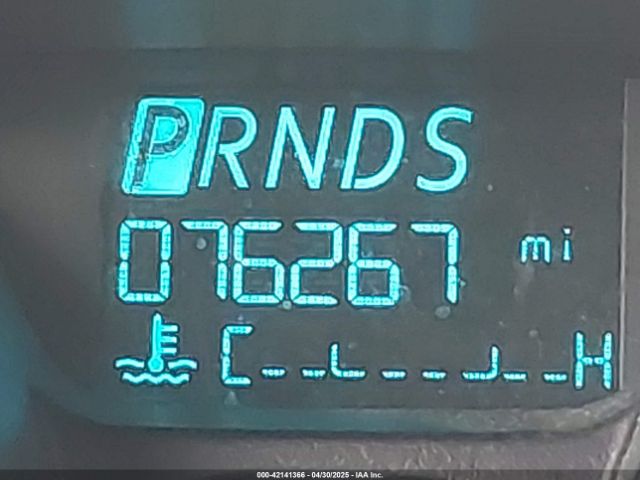 PRNDS
076267 mi
C H
000-42141366 - 04/30/2025 - IAA Inc.